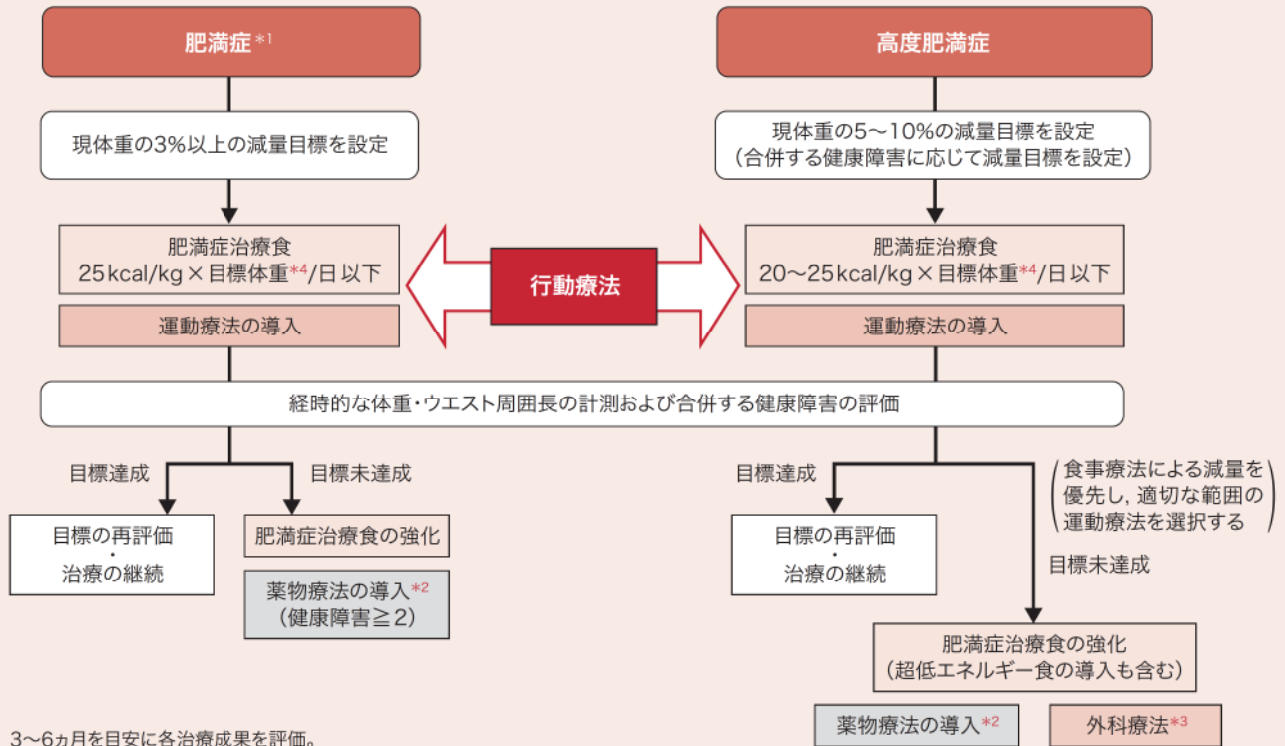 肥満症*1
現体重の3%以上の減量目標を設定
肥満症治療食
25kcal/kg×目標体重*4/日以下
運動療法の導入
高度肥満症
現体重の5〜10%の減量目標を設定
（合併する健康障害に応じて減量目標を設定）
肥満症治療食
20〜25kcal/kg×目標体重*4/日以下
運動療法の導入
行動療法
経時的な体重・ウエスト周囲長の計測および合併する健康障害の評価
目標達成
目標未達成
目標の再評価
・
治療の継続
肥満症治療食の強化
薬物療法の導入*2
（健康障害≧2）
目標達成
（食事療法による減量を
優先し，適切な範囲の
運動療法を選択する）
目標未達成
目標の再評価
・
治療の継続
肥満症治療食の強化
（超低エネルギー食の導入も含む）
薬物療法の導入*2
外科療法*3
3〜6ヵ月を目安に各治療成果を評価。